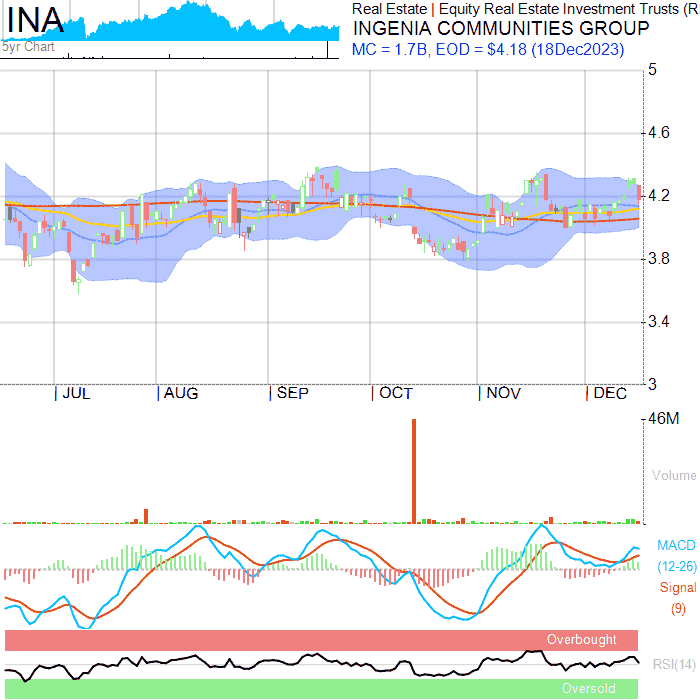 INA
5yr Chart
Real Estate | Equity Real Estate Investment Trusts (R
INGENIA COMMUNITIES GROUP
MC = 1.7B, EOD = $4.18 (18Dec2023)
5
4.6
4.2
3.8
3.4
3
| JUL | AUG | SEP | OCT | NOV | DEC
46M
Volume
MACD
(12-26)
Signal
(9)
Overbought
RSI(14)
Oversold